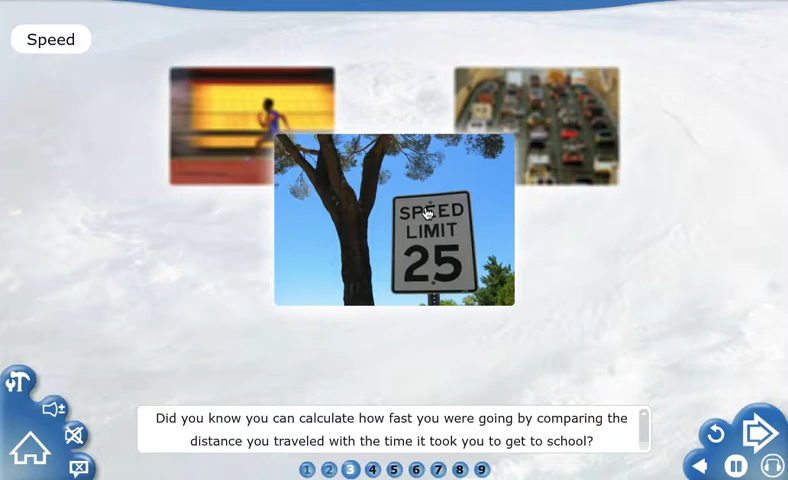 Speed
SPEED
LIMIT
25
Did you know you can calculate how fast you were going by comparing the
distance you traveled with the time it took you to get to school?
1 2 3 4 5 6 7 8 9